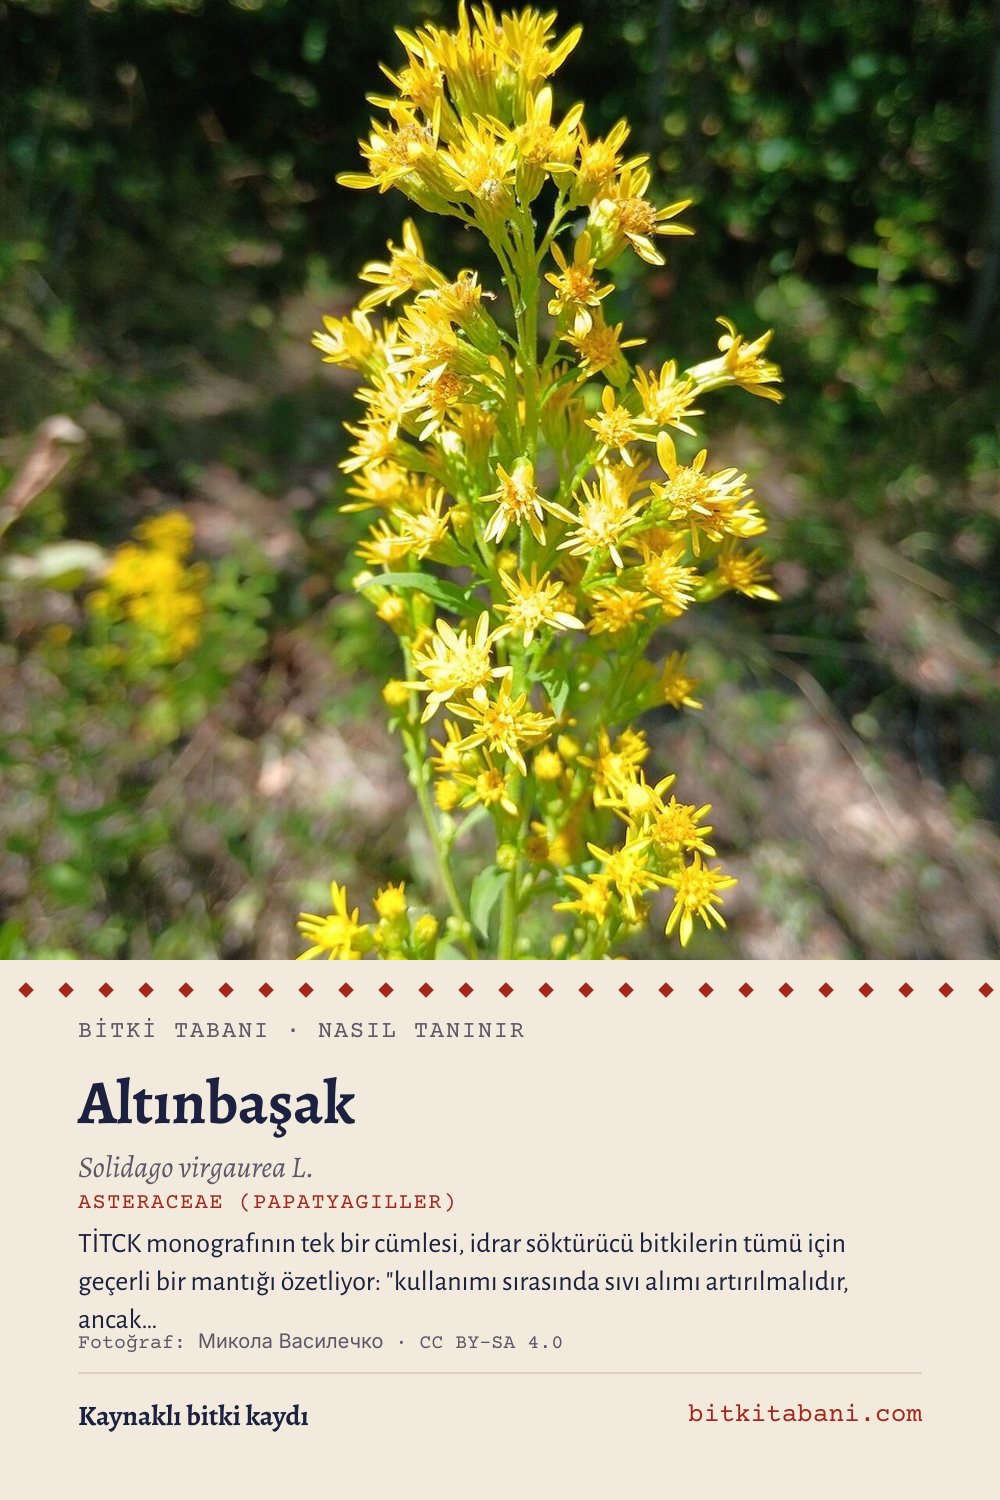 BİTKİ TABANI · NASIL TANINIR
Altınbaşak
Solidago virgaurea L.
ASTERACEAE (PAPATYAGILLER)
TİTCK monografının tek bir cümlesi, idrar söktürücü bitkilerin tümü için
geçerli bir mantığı özetliyor: "kullanımı sırasında sıvı alımı artırılmalıdır,
ancak…
Fotoğraf: Микола Василечко · CC BY-SA 4.0
Kaynaklı bitki kaydı
bitkitabani.com